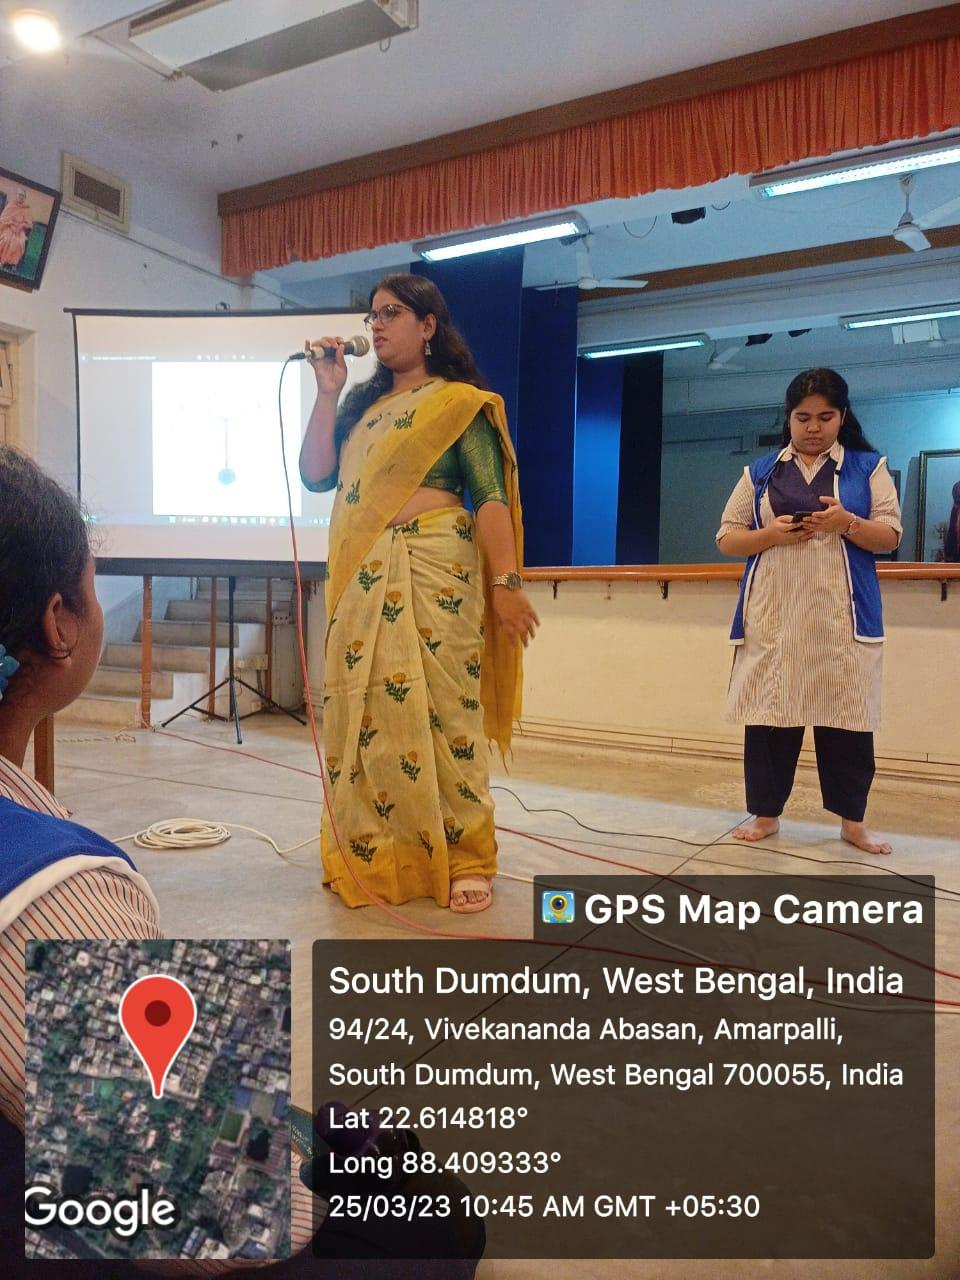 GPS Map Camera
South Dumdum, West Bengal, India
94/24, Vivekananda Abasan, Amarpalli,
South Dumdum, West Bengal 700055, India
Lat 22.614818°
Long 88.409333°
25/03/23 10:45 AM GMT +05:30
Google